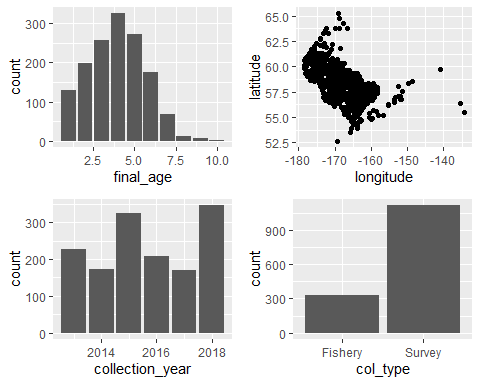 count
300
200
100
0
2.5 5.0 7.5 10.0
final_age
latitude
65.0
62.5
60.0
57.5
55.0
52.5
-180 -170 -160 -150 -140
longitude
count
300
200
100
0
2014 2016 2018
collection_year
count
900
600
300
0
Fishery Survey
col_type